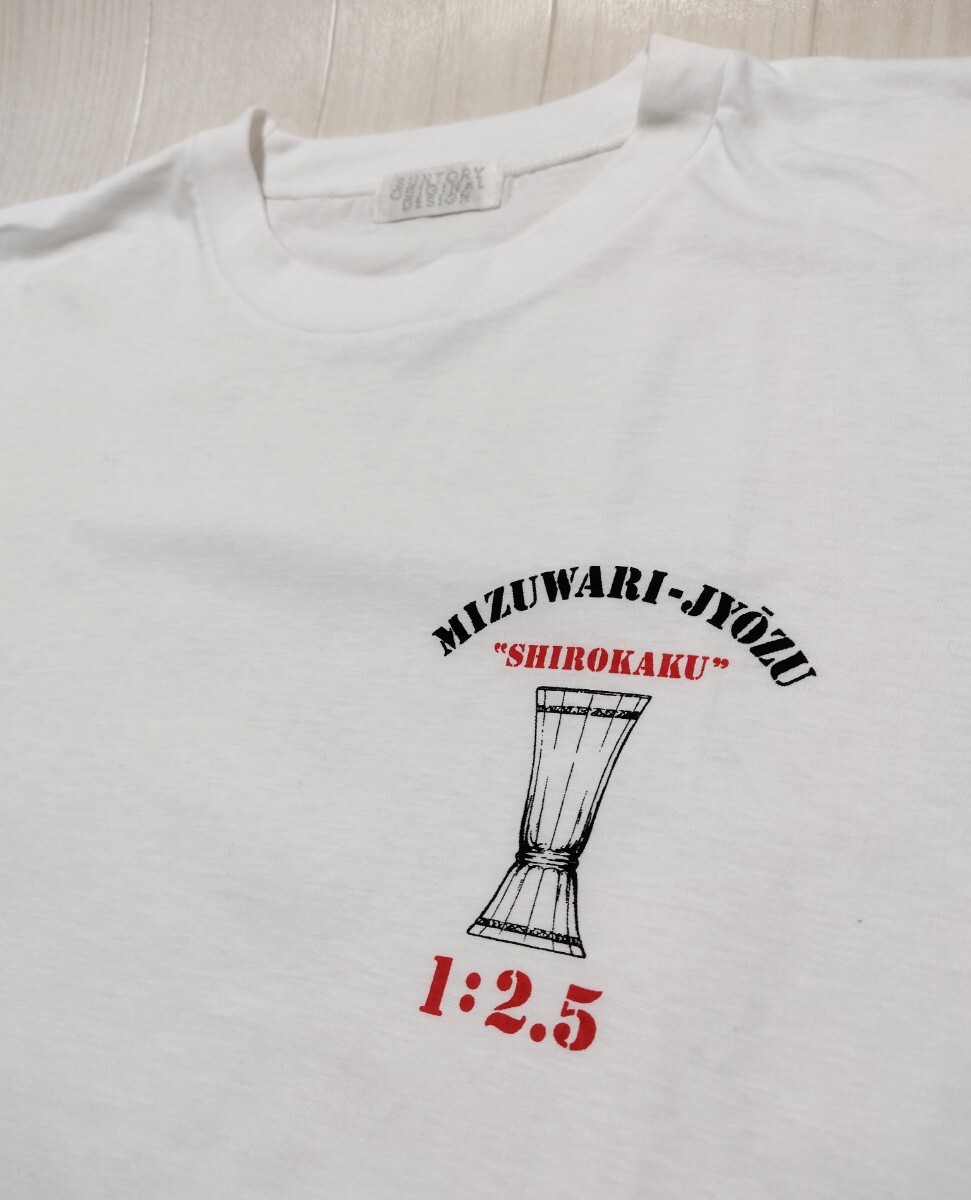 SUNTORY
ORIGINAL
DESIGN
MIZUWARI-JYŌZU
“SHIROKAKU”
1:2.5